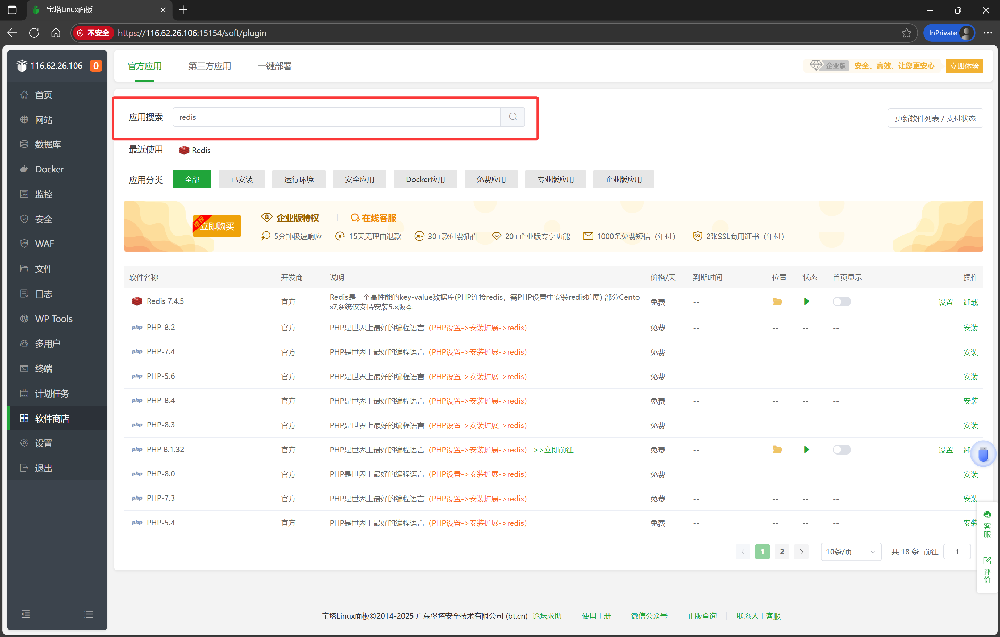 宝塔Linux面板
不安全 https://116.62.26.106:15154/soft/plugin
InPrivate
116.62.26.106 0
首页
网站
数据库
Docker
监控
安全
WAF
文件
日志
WP Tools
多用户
终端
计划任务
软件商店
设置
退出
官方应用 第三方应用 一键部署
企业版 安全、高效、让您更安心 立即体验
应用搜索 redis
更新软件列表 / 支付状态
最近使用 Redis
应用分类 全部 已安装 运行环境 安全应用 Docker应用 免费应用 专业版应用 企业版应用
推荐 立即购买
企业版特权 在线客服
5分钟极速响应 15天无理由退款 30+款付费插件 20+企业版专享功能 1000条免费短信（年付） 2张SSL商用证书（年付）
软件名称 开发商 说明 价格/天 到期时间 位置 状态 首页显示 操作
Redis 7.4.5 官方 Redis是一个高性能的key-value数据库(PHP连接redis，需PHP设置中安装redis扩展) 部分Cento
s7系统仅支持安装5.x版本 免费 -- 设置 卸载
php PHP-8.2 官方 PHP是世界上最好的编程语言（PHP设置->安装扩展->redis） 免费 -- -- -- -- 安装
php PHP-7.4 官方 PHP是世界上最好的编程语言（PHP设置->安装扩展->redis） 免费 -- -- -- -- 安装
php PHP-5.6 官方 PHP是世界上最好的编程语言（PHP设置->安装扩展->redis） 免费 -- -- -- -- 安装
php PHP-8.4 官方 PHP是世界上最好的编程语言（PHP设置->安装扩展->redis） 免费 -- -- -- -- 安装
php PHP-8.3 官方 PHP是世界上最好的编程语言（PHP设置->安装扩展->redis） 免费 -- -- -- -- 安装
php PHP 8.1.32 官方 PHP是世界上最好的编程语言（PHP设置->安装扩展->redis） >>立即前往 免费 -- 设置 卸
php PHP-8.0 官方 PHP是世界上最好的编程语言（PHP设置->安装扩展->redis） 免费 -- -- -- -- 安装
php PHP-7.3 官方 PHP是世界上最好的编程语言（PHP设置->安装扩展->redis） 免费 -- -- -- -- 安装
php PHP-5.4 官方 PHP是世界上最好的编程语言（PHP设置->安装扩展->redis） 免费 -- -- -- -- 安装
1 2 10条/页 共 18 条 前往 1
客服
评价
宝塔Linux面板©2014-2025 广东堡塔安全技术有限公司 (bt.cn) 论坛求助 使用手册 微信公众号 正版查询 联系人工客服